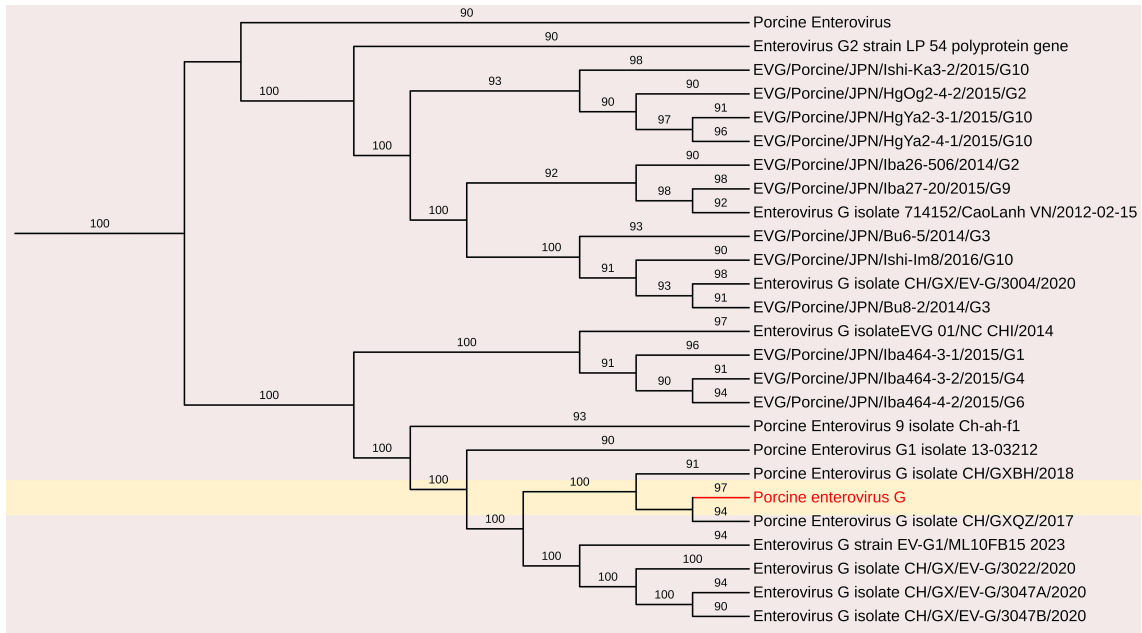 90
Porcine Enterovirus
90
Enterovirus G2 strain LP 54 polyprotein gene
98
EVG/Porcine/JPN/Ishi-Ka3-2/2015/G10
93
100
90
EVG/Porcine/JPN/HgOg2-4-2/2015/G2
90
91
EVG/Porcine/JPN/HgYa2-3-1/2015/G10
97
96
EVG/Porcine/JPN/HgYa2-4-1/2015/G10
100
90
EVG/Porcine/JPN/Iba26-506/2014/G2
92
98
EVG/Porcine/JPN/Iba27-20/2015/G9
98
92
Enterovirus G isolate 714152/CaoLanh VN/2012-02-15
100
100
93
EVG/Porcine/JPN/Bu6-5/2014/G3
100
90
EVG/Porcine/JPN/Ishi-Im8/2016/G10
91
98
Enterovirus G isolate CH/GX/EV-G/3004/2020
93
91
EVG/Porcine/JPN/Bu8-2/2014/G3
97
Enterovirus G isolateEVG 01/NC CHI/2014
100
96
EVG/Porcine/JPN/Iba464-3-1/2015/G1
91
91
EVG/Porcine/JPN/Iba464-3-2/2015/G4
90
94
EVG/Porcine/JPN/Iba464-4-2/2015/G6
100
93
Porcine Enterovirus 9 isolate Ch-ah-f1
100
90
Porcine Enterovirus G1 isolate 13-03212
91
Porcine Enterovirus G isolate CH/GXBH/2018
100
100
97
Porcine enterovirus G
94
Porcine Enterovirus G isolate CH/GXQZ/2017
100
94
Enterovirus G strain EV-G1/ML10FB15 2023
100
100
Enterovirus G isolate CH/GX/EV-G/3022/2020
100
94
Enterovirus G isolate CH/GX/EV-G/3047A/2020
100
90
Enterovirus G isolate CH/GX/EV-G/3047B/2020